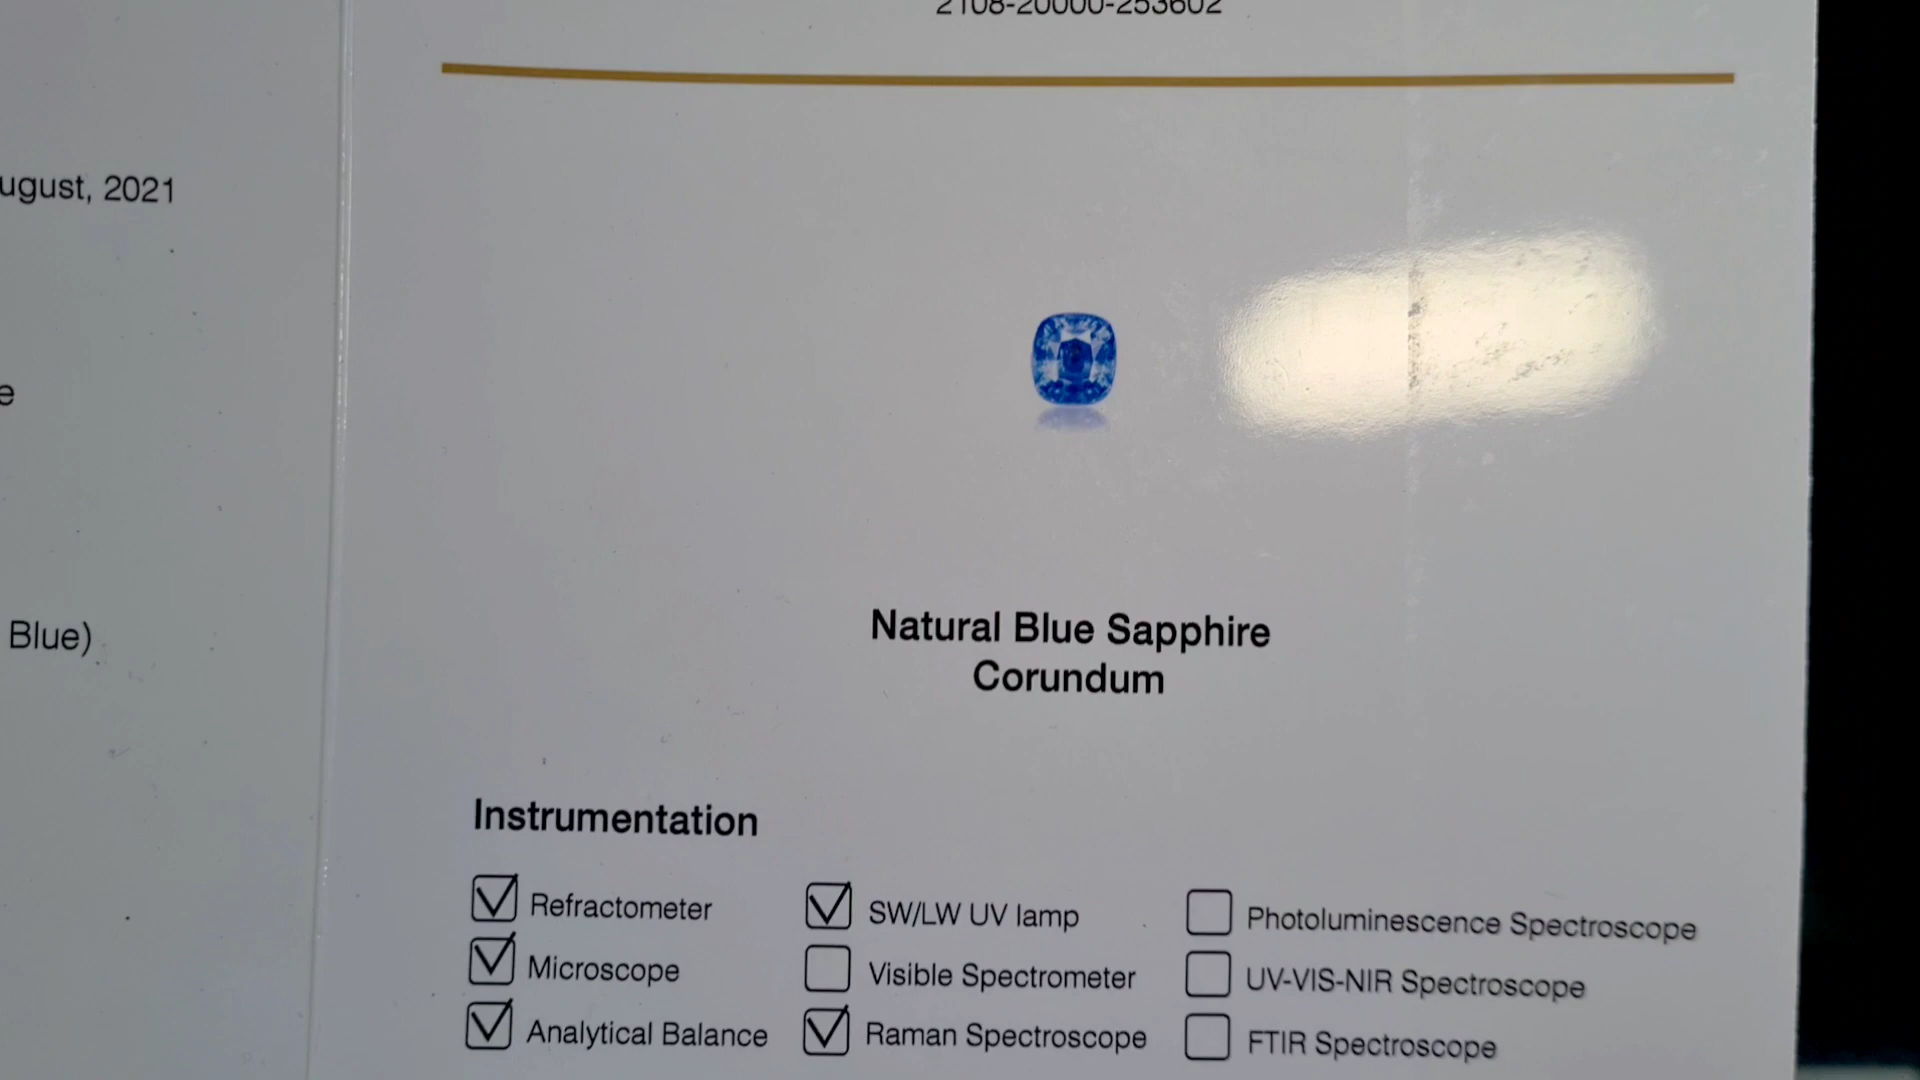 2108-20000-253602
ugust, 2021
e
Blue)
Natural Blue Sapphire
Corundum
Instrumentation
Refractometer
SW/LW UV lamp
Photoluminescence Spectroscope
Microscope
Visible Spectrometer
UV-VIS-NIR Spectroscope
Analytical Balance
Raman Spectroscope
FTIR Spectroscope